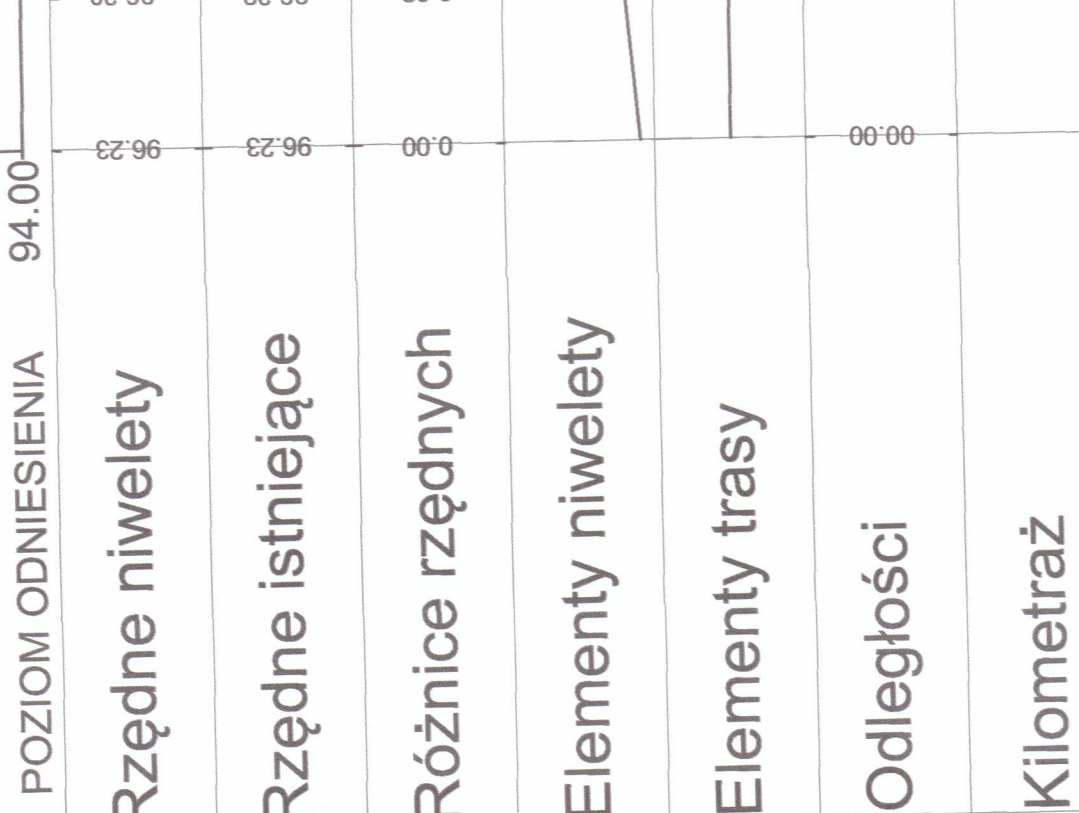 POZIOM ODNIESIENIA 94.00
Rzędne niwelety 96.23
Rzędne istniejące 96.23
Różnice rzędnych 0.00
Elementy niwelety
Elementy trasy
Odległości 00.00
Kilometraż